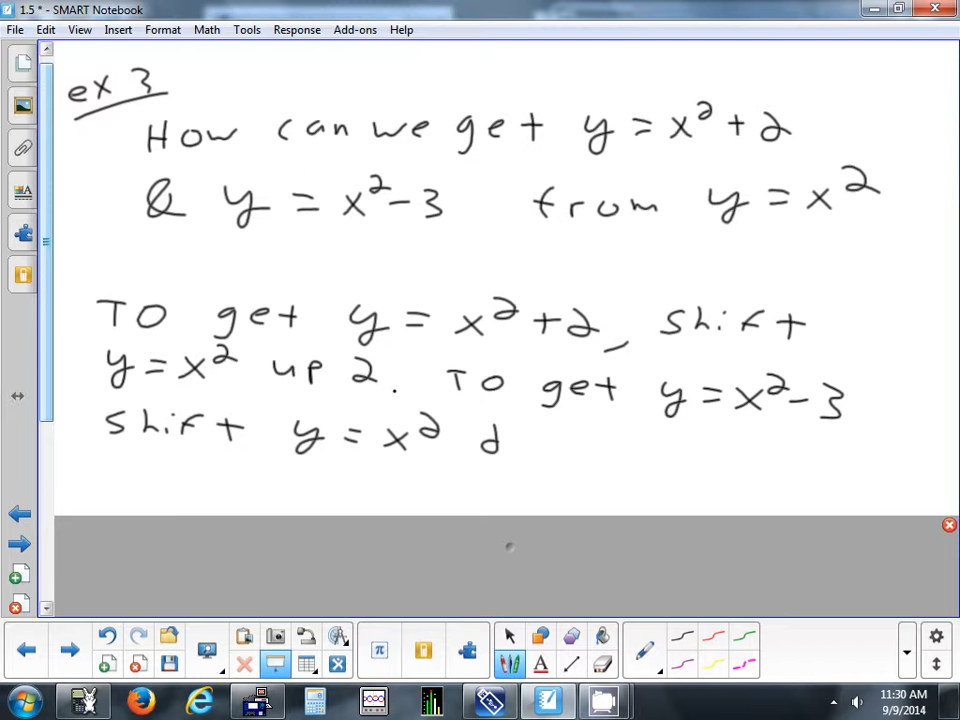 1.5 * - SMART Notebook
File Edit View Insert Format Math Tools Response Add-ons Help
ex 3
How can we get y = x² + 2
& y = x² - 3 from y = x²
To get y = x² + 2, shift
y = x² up 2. To get y = x² - 3
shift y = x² d
11:30 AM
9/9/2014